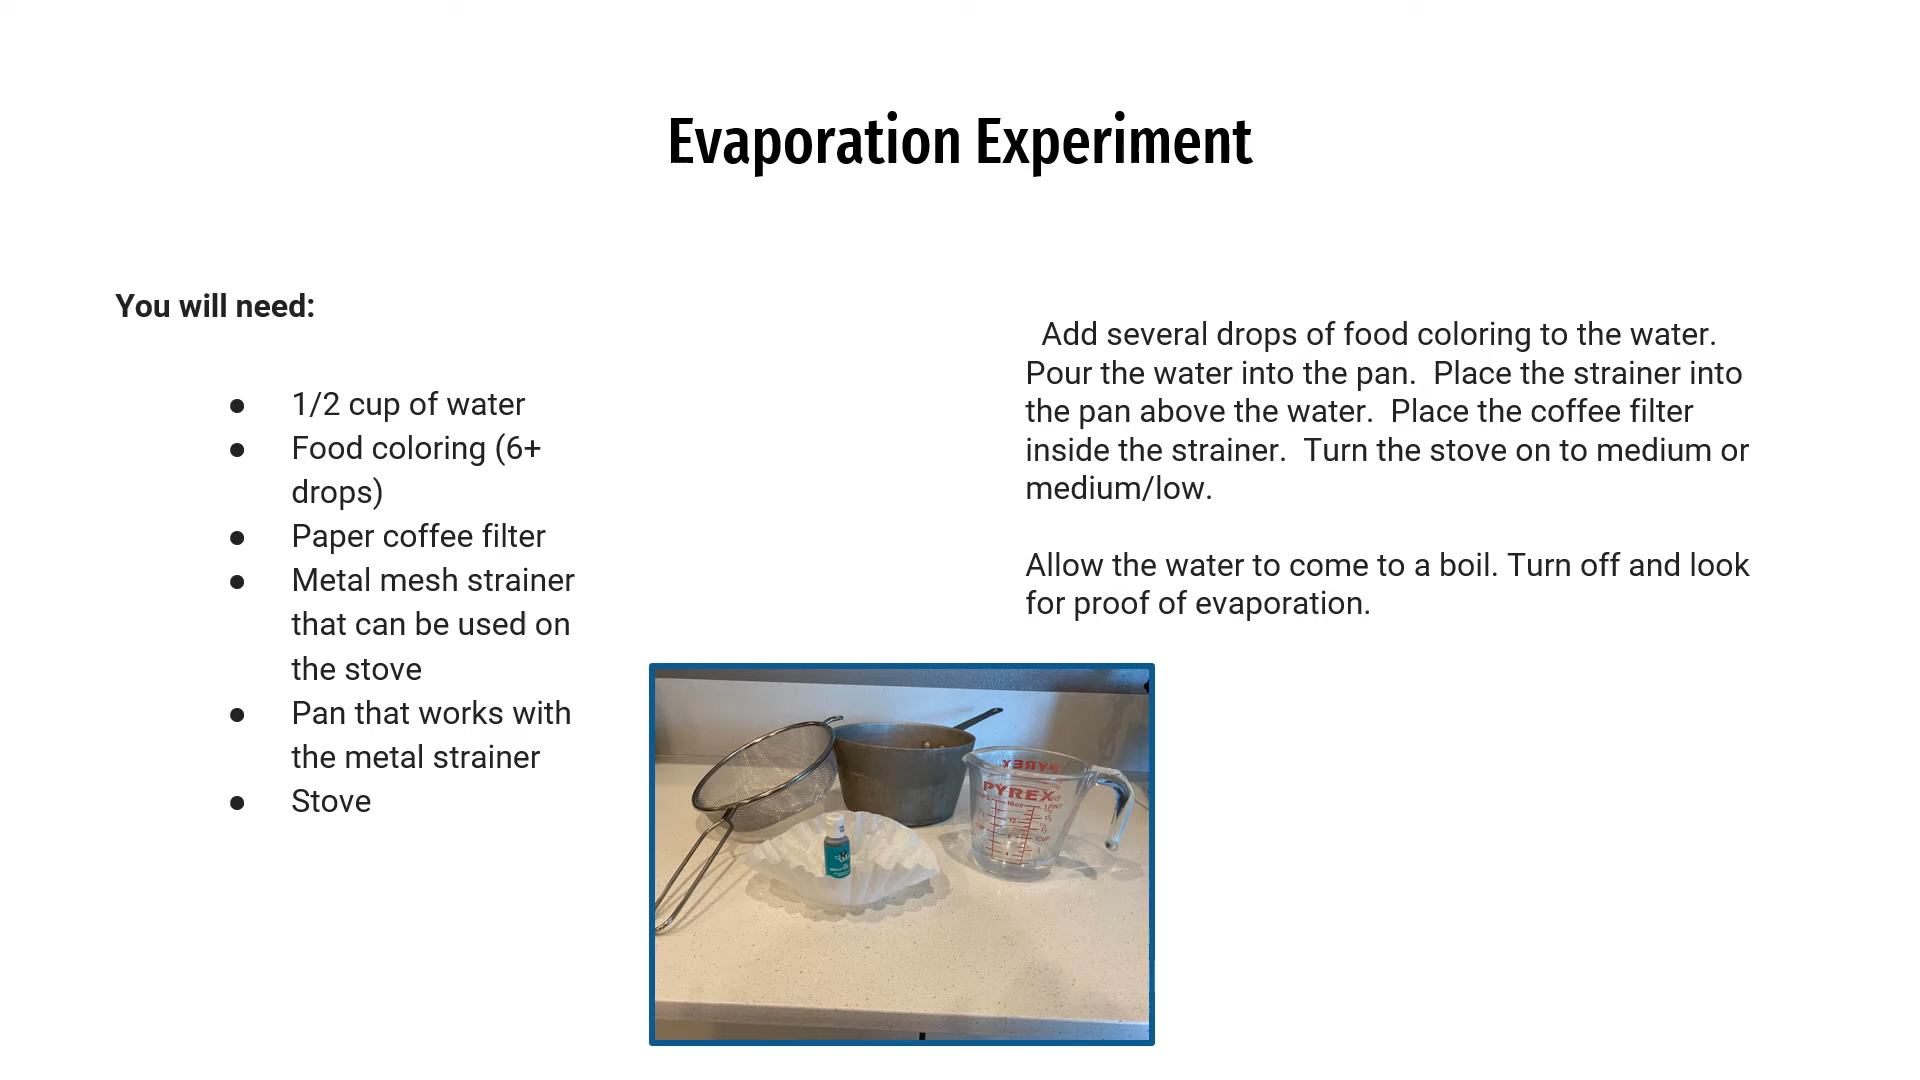 Evaporation Experiment
You will need:
● 1/2 cup of water
● Food coloring (6+
drops)
● Paper coffee filter
● Metal mesh strainer
that can be used on
the stove
● Pan that works with
the metal strainer
● Stove
Add several drops of food coloring to the water.
Pour the water into the pan.  Place the strainer into
the pan above the water.  Place the coffee filter
inside the strainer.  Turn the stove on to medium or
medium/low.
Allow the water to come to a boil. Turn off and look
for proof of evaporation.
PYREX